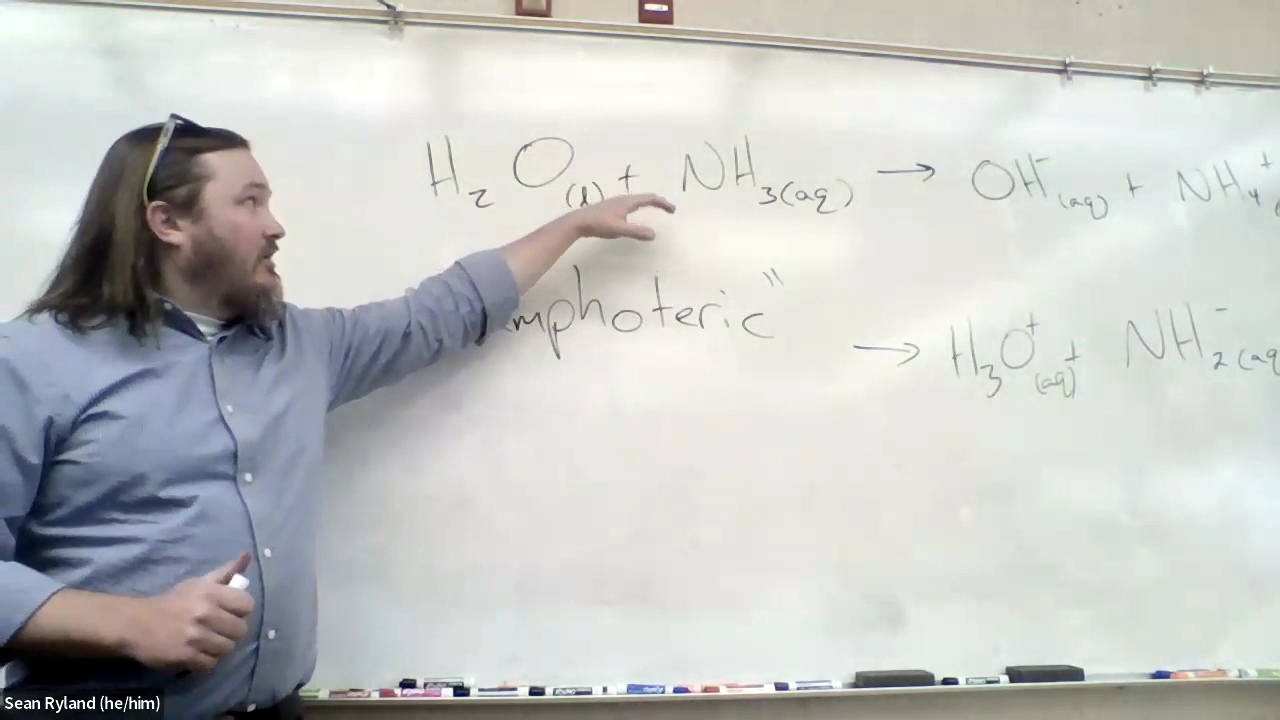 H₂O(l) + NH₃(aq) → OH⁻(aq) + NH₄⁺
mphoteric"
→ H₃O⁺(aq) + NH₂⁻(aq
Sean Ryland (he/him)